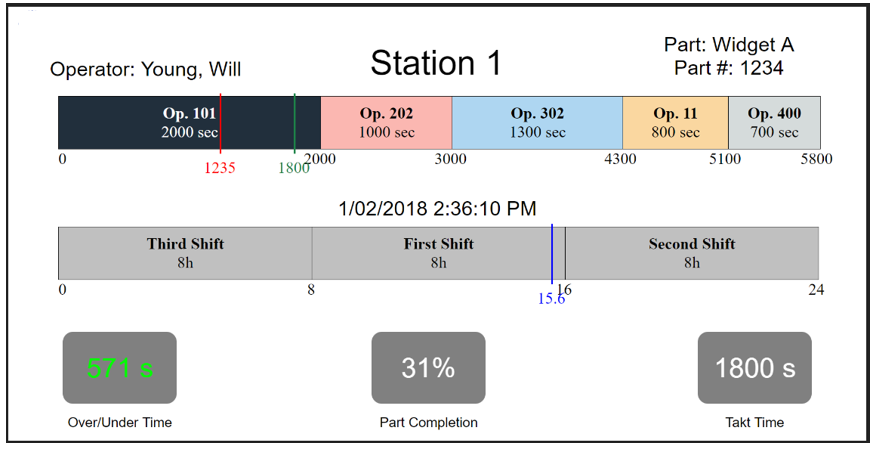 Operator: Young, Will
Station 1
Part: Widget A
Part #: 1234
Op. 101
2000 sec
Op. 202
1000 sec
Op. 302
1300 sec
Op. 11
800 sec
Op. 400
700 sec
0
1235
1800
2000
3000
4300
5100
5800
1/02/2018 2:36:10 PM
Third Shift
8h
First Shift
8h
Second Shift
8h
0
8
15.6
16
24
571 s
31%
1800 s
Over/Under Time
Part Completion
Takt Time